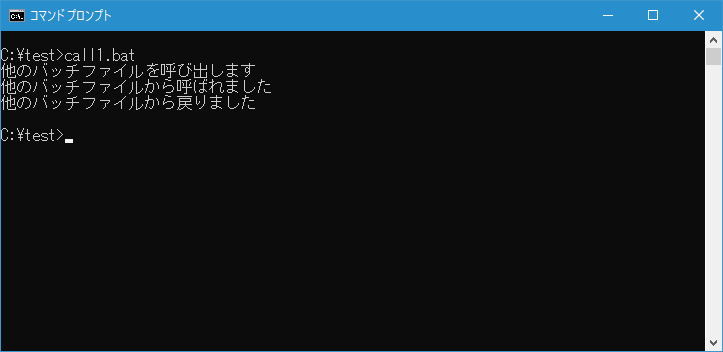 コマンドプロンプト
C:¥test>call1.bat
他のバッチファイルを呼び出します
他のバッチファイルから呼ばれました
他のバッチファイルから戻りました
C:¥test>